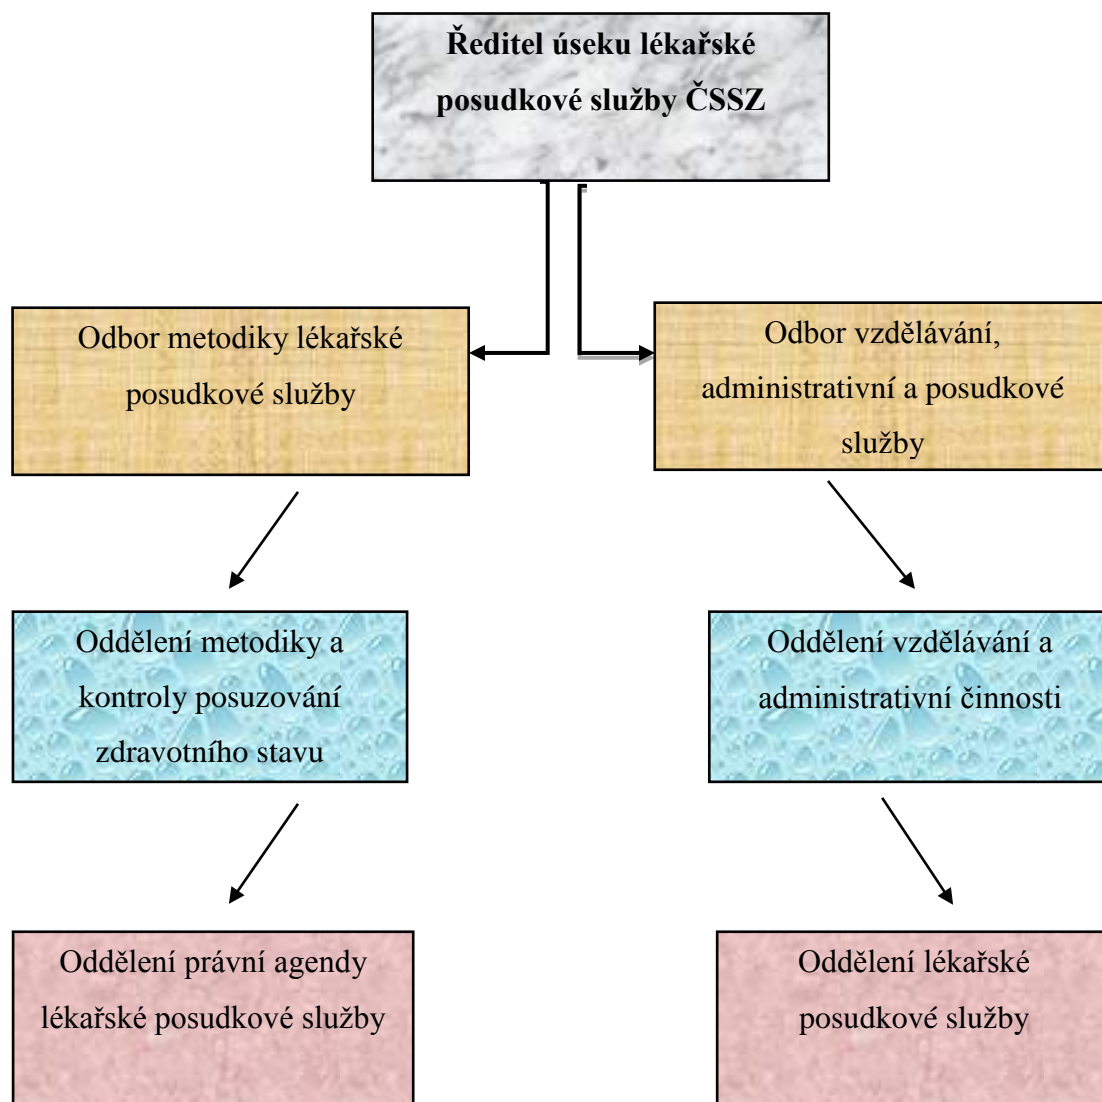 Ředitel úseku lékařské
posudkové služby ČSSZ
Odbor metodiky lékařské
posudkové služby
Odbor vzdělávání,
administrativní a posudkové
služby
Oddělení metodiky a
kontroly posuzování
zdravotního stavu
Oddělení vzdělávání a
administrativní činnosti
Oddělení právní agendy
lékařské posudkové služby
Oddělení lékařské
posudkové služby